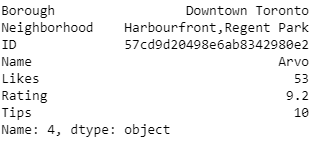 Borough Downtown Toronto
Neighborhood Harbourfront,Regent Park
ID 57cd9d20498e6ab8342980e2
Name Arvo
Likes 53
Rating 9.2
Tips 10
Name: 4, dtype: object